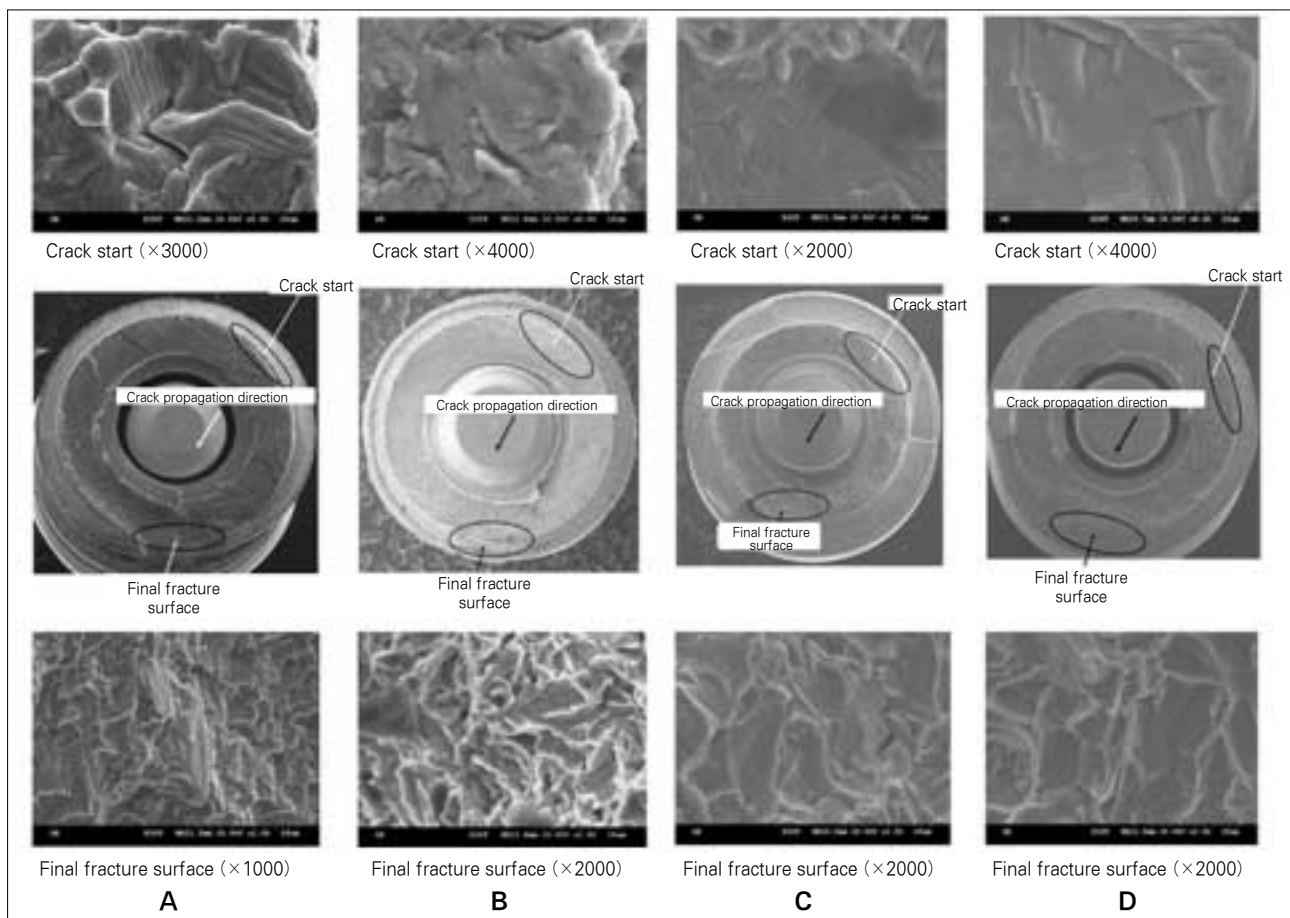 Crack start (×3000)
Crack start (×4000)
Crack start (×2000)
Crack start (×4000)
Crack start
Crack propagation direction
Final fracture
surface
Crack start
Crack propagation direction
Final fracture
surface
Crack start
Crack propagation direction
Final fracture
surface
Crack start
Crack propagation direction
Final fracture
surface
Final fracture surface (×1000)
Final fracture surface (×2000)
Final fracture surface (×2000)
Final fracture surface (×2000)
A
B
C
D